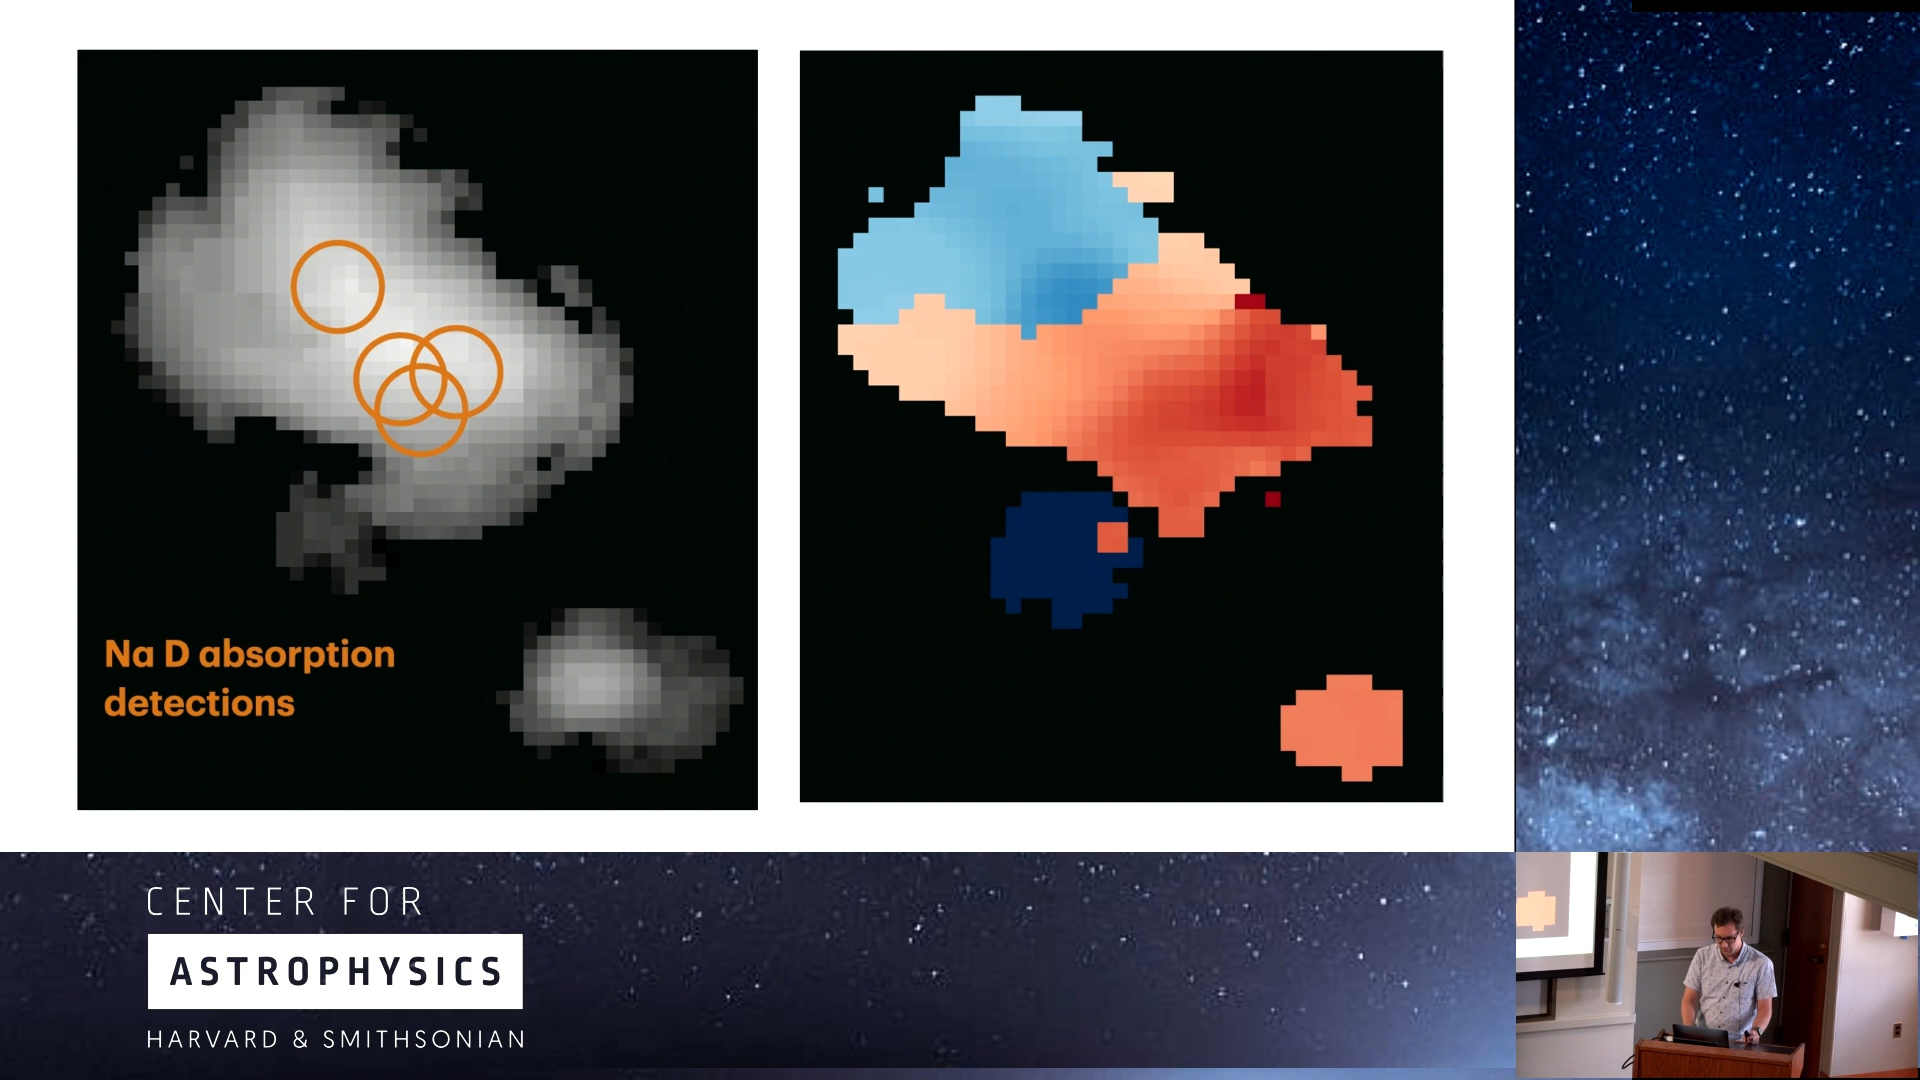 Na D absorption
detections
CENTER FOR
ASTROPHYSICS
HARVARD & SMITHSONIAN